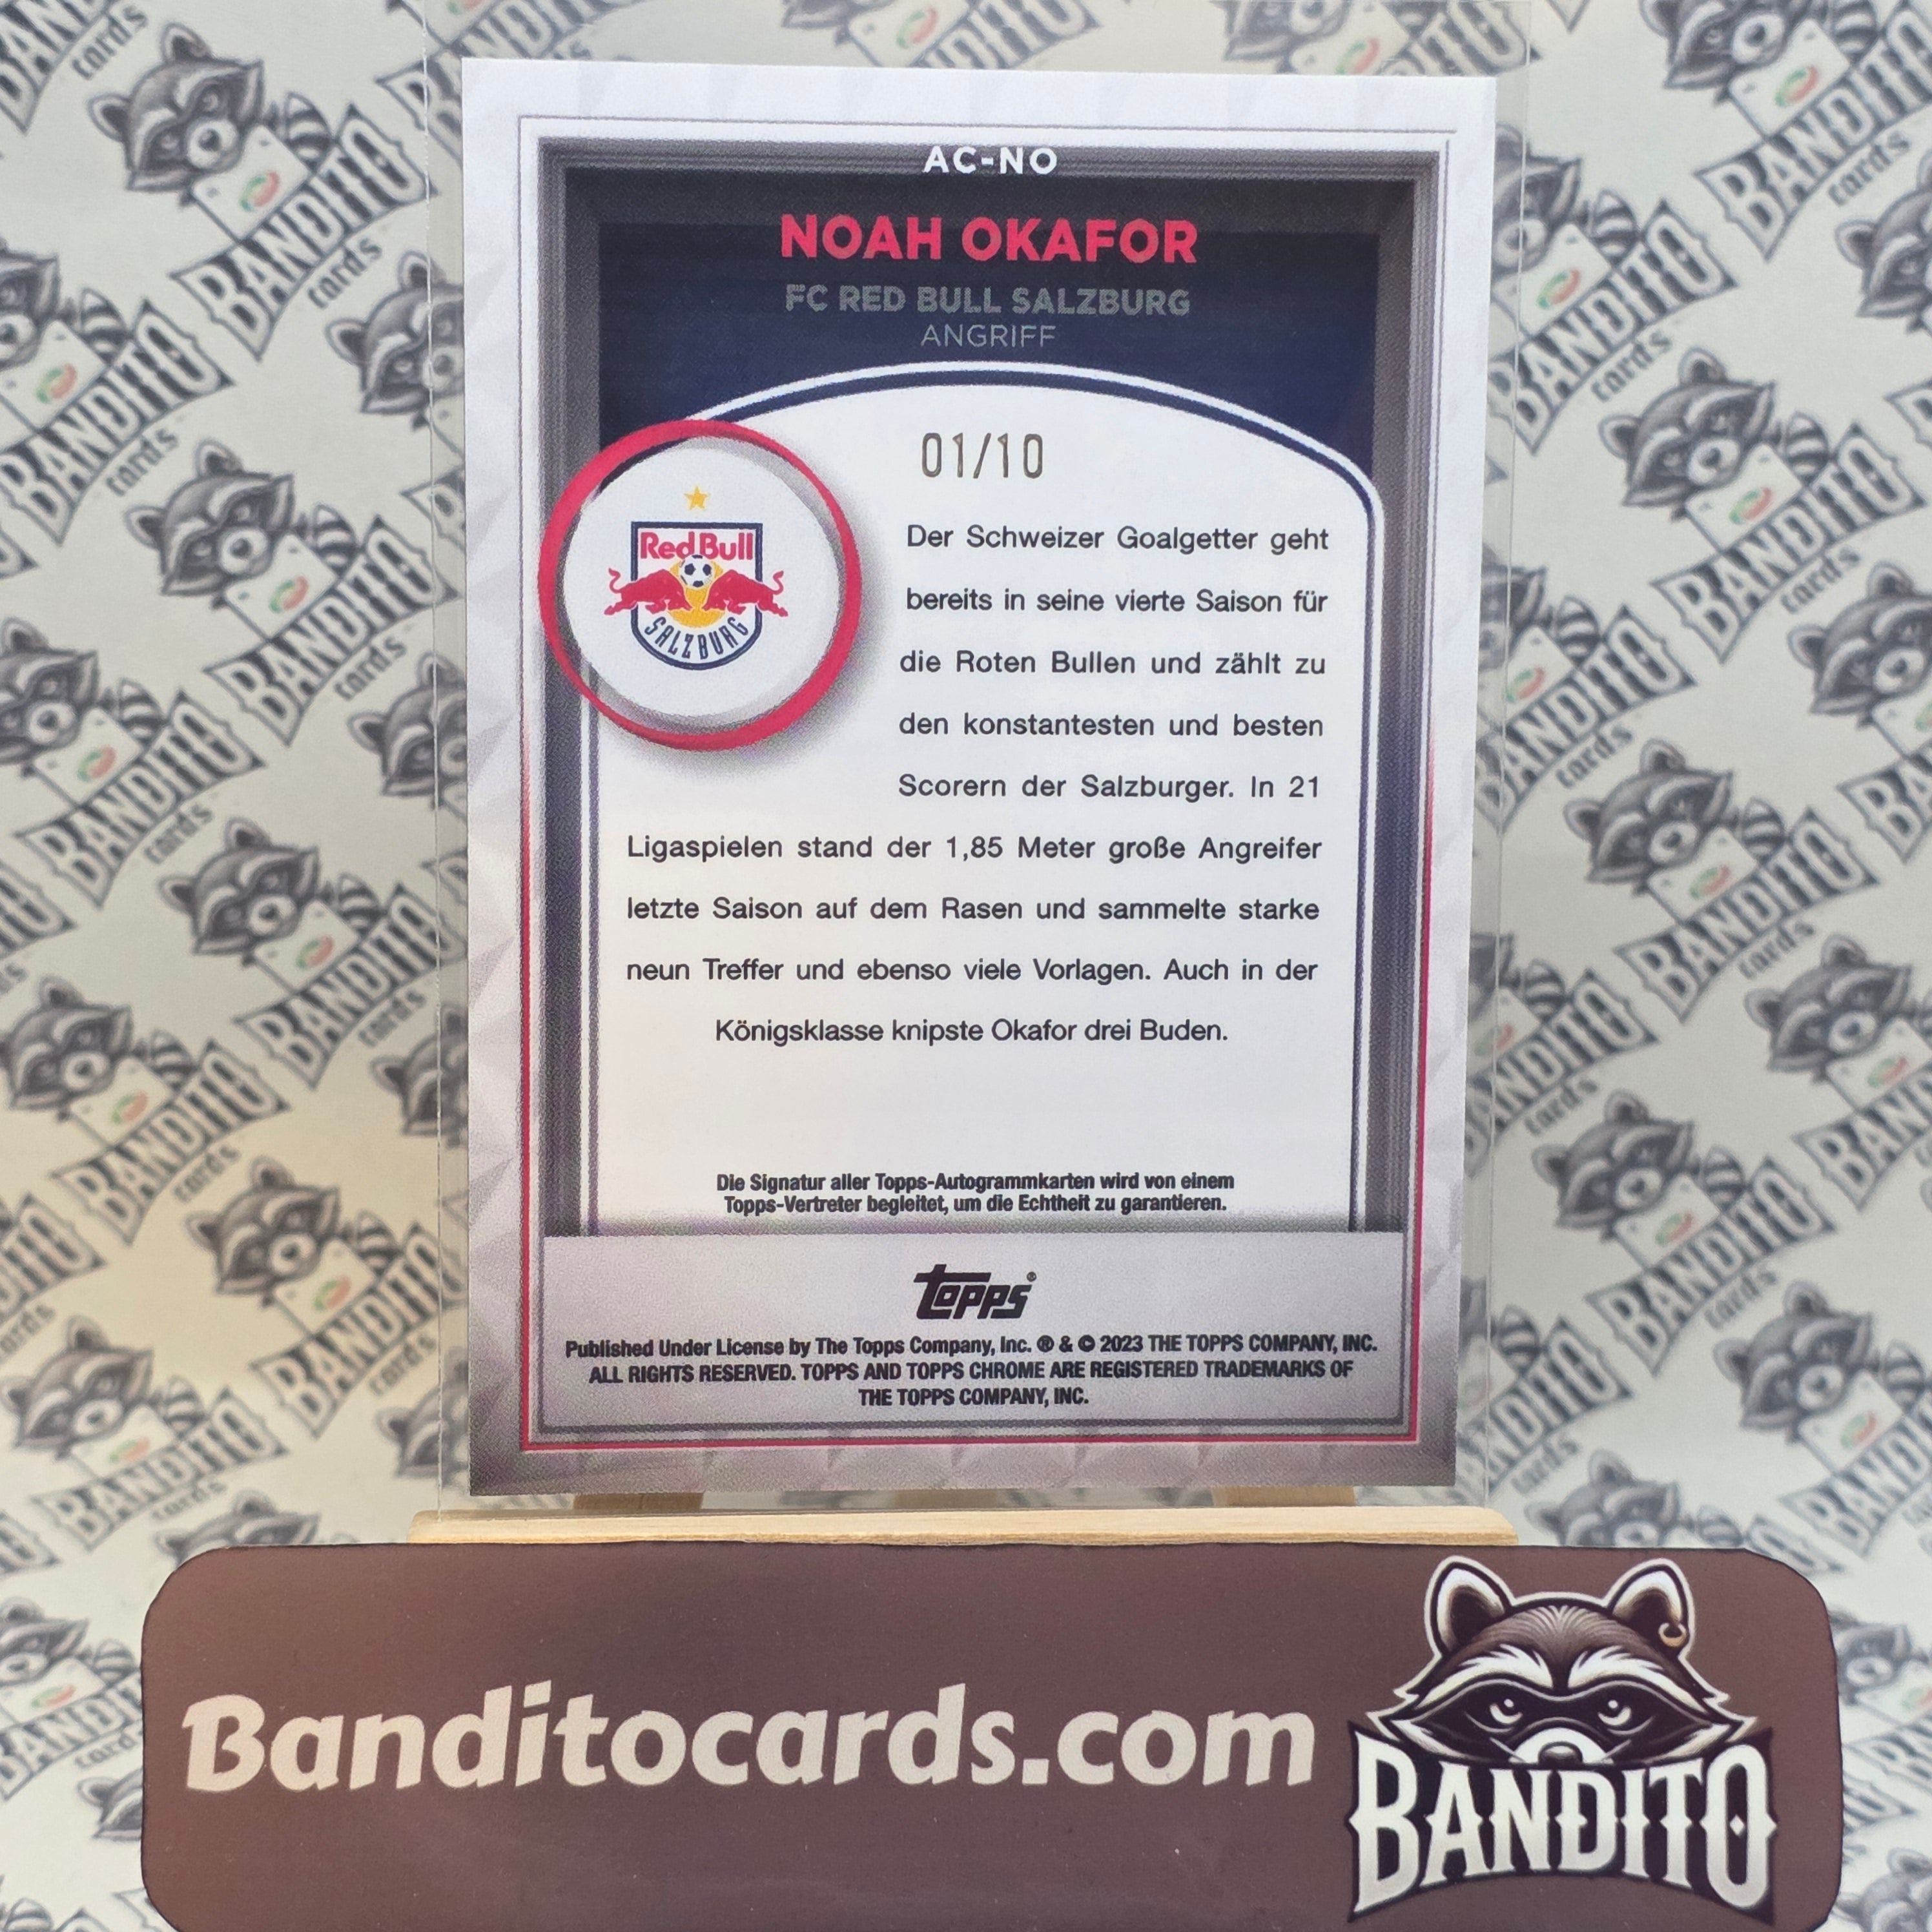 AC-NO
NOAH OKAFOR
FC RED BULL SALZBURG
ANGRIFF
01/10
Red Bull
SALZBURG
Der Schweizer Goalgetter geht
bereits in seine vierte Saison für
die Roten Bullen und zählt zu
den konstantesten und besten
Scorern der Salzburger. In 21
Ligaspielen stand der 1,85 Meter große Angreifer
letzte Saison auf dem Rasen und sammelte starke
neun Treffer und ebenso viele Vorlagen. Auch in der
Königsklasse knipste Okafor drei Buden.
Die Signatur aller Topps-Autogrammkarten wird von einem
Topps-Vertreter begleitet, um die Echtheit zu garantieren.
Topps®
Published Under License by The Topps Company, Inc. ® & © 2023 THE TOPPS COMPANY, INC.
ALL RIGHTS RESERVED. TOPPS AND TOPPS CHROME ARE REGISTERED TRADEMARKS OF
THE TOPPS COMPANY, INC.
Banditocards.com
BANDITO
BANDITO
cards